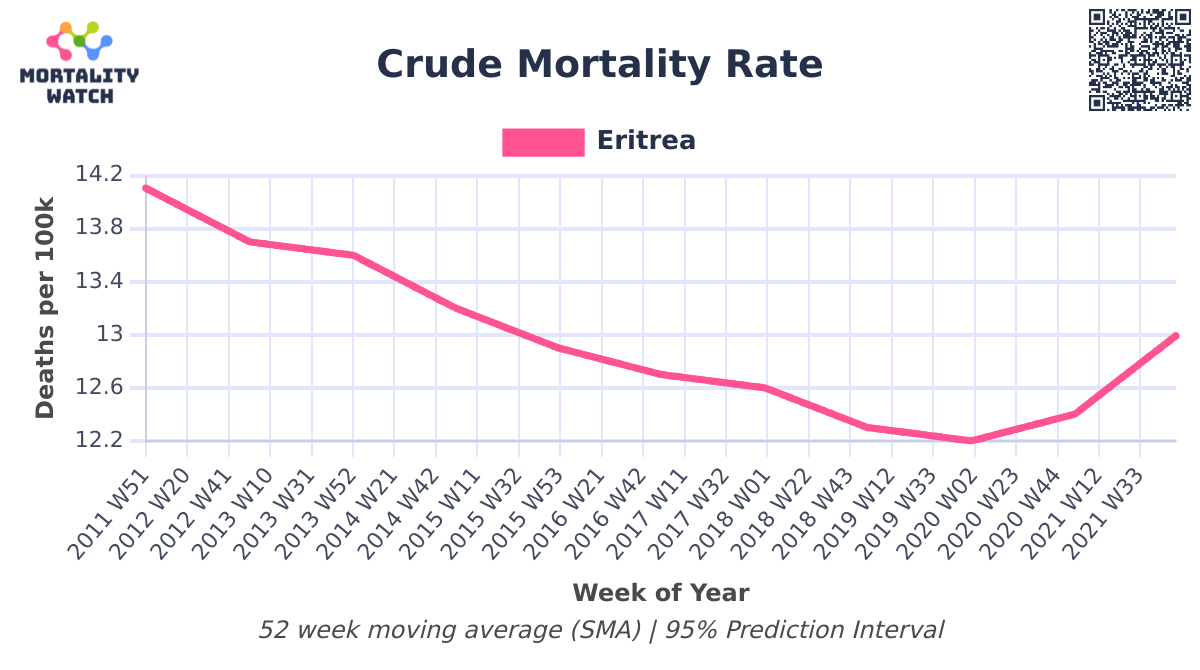 MORTALITY
WATCH
Crude Mortality Rate
Eritrea
Deaths per 100k
14.2
13.8
13.4
13
12.6
12.2
2011 W51
2012 W20
2012 W41
2013 W10
2013 W31
2013 W52
2014 W21
2014 W42
2015 W11
2015 W32
2015 W53
2016 W21
2016 W42
2017 W11
2017 W32
2018 W01
2018 W22
2018 W43
2019 W12
2019 W33
2020 W02
2020 W23
2020 W44
2021 W12
2021 W33
Week of Year
52 week moving average (SMA) | 95% Prediction Interval